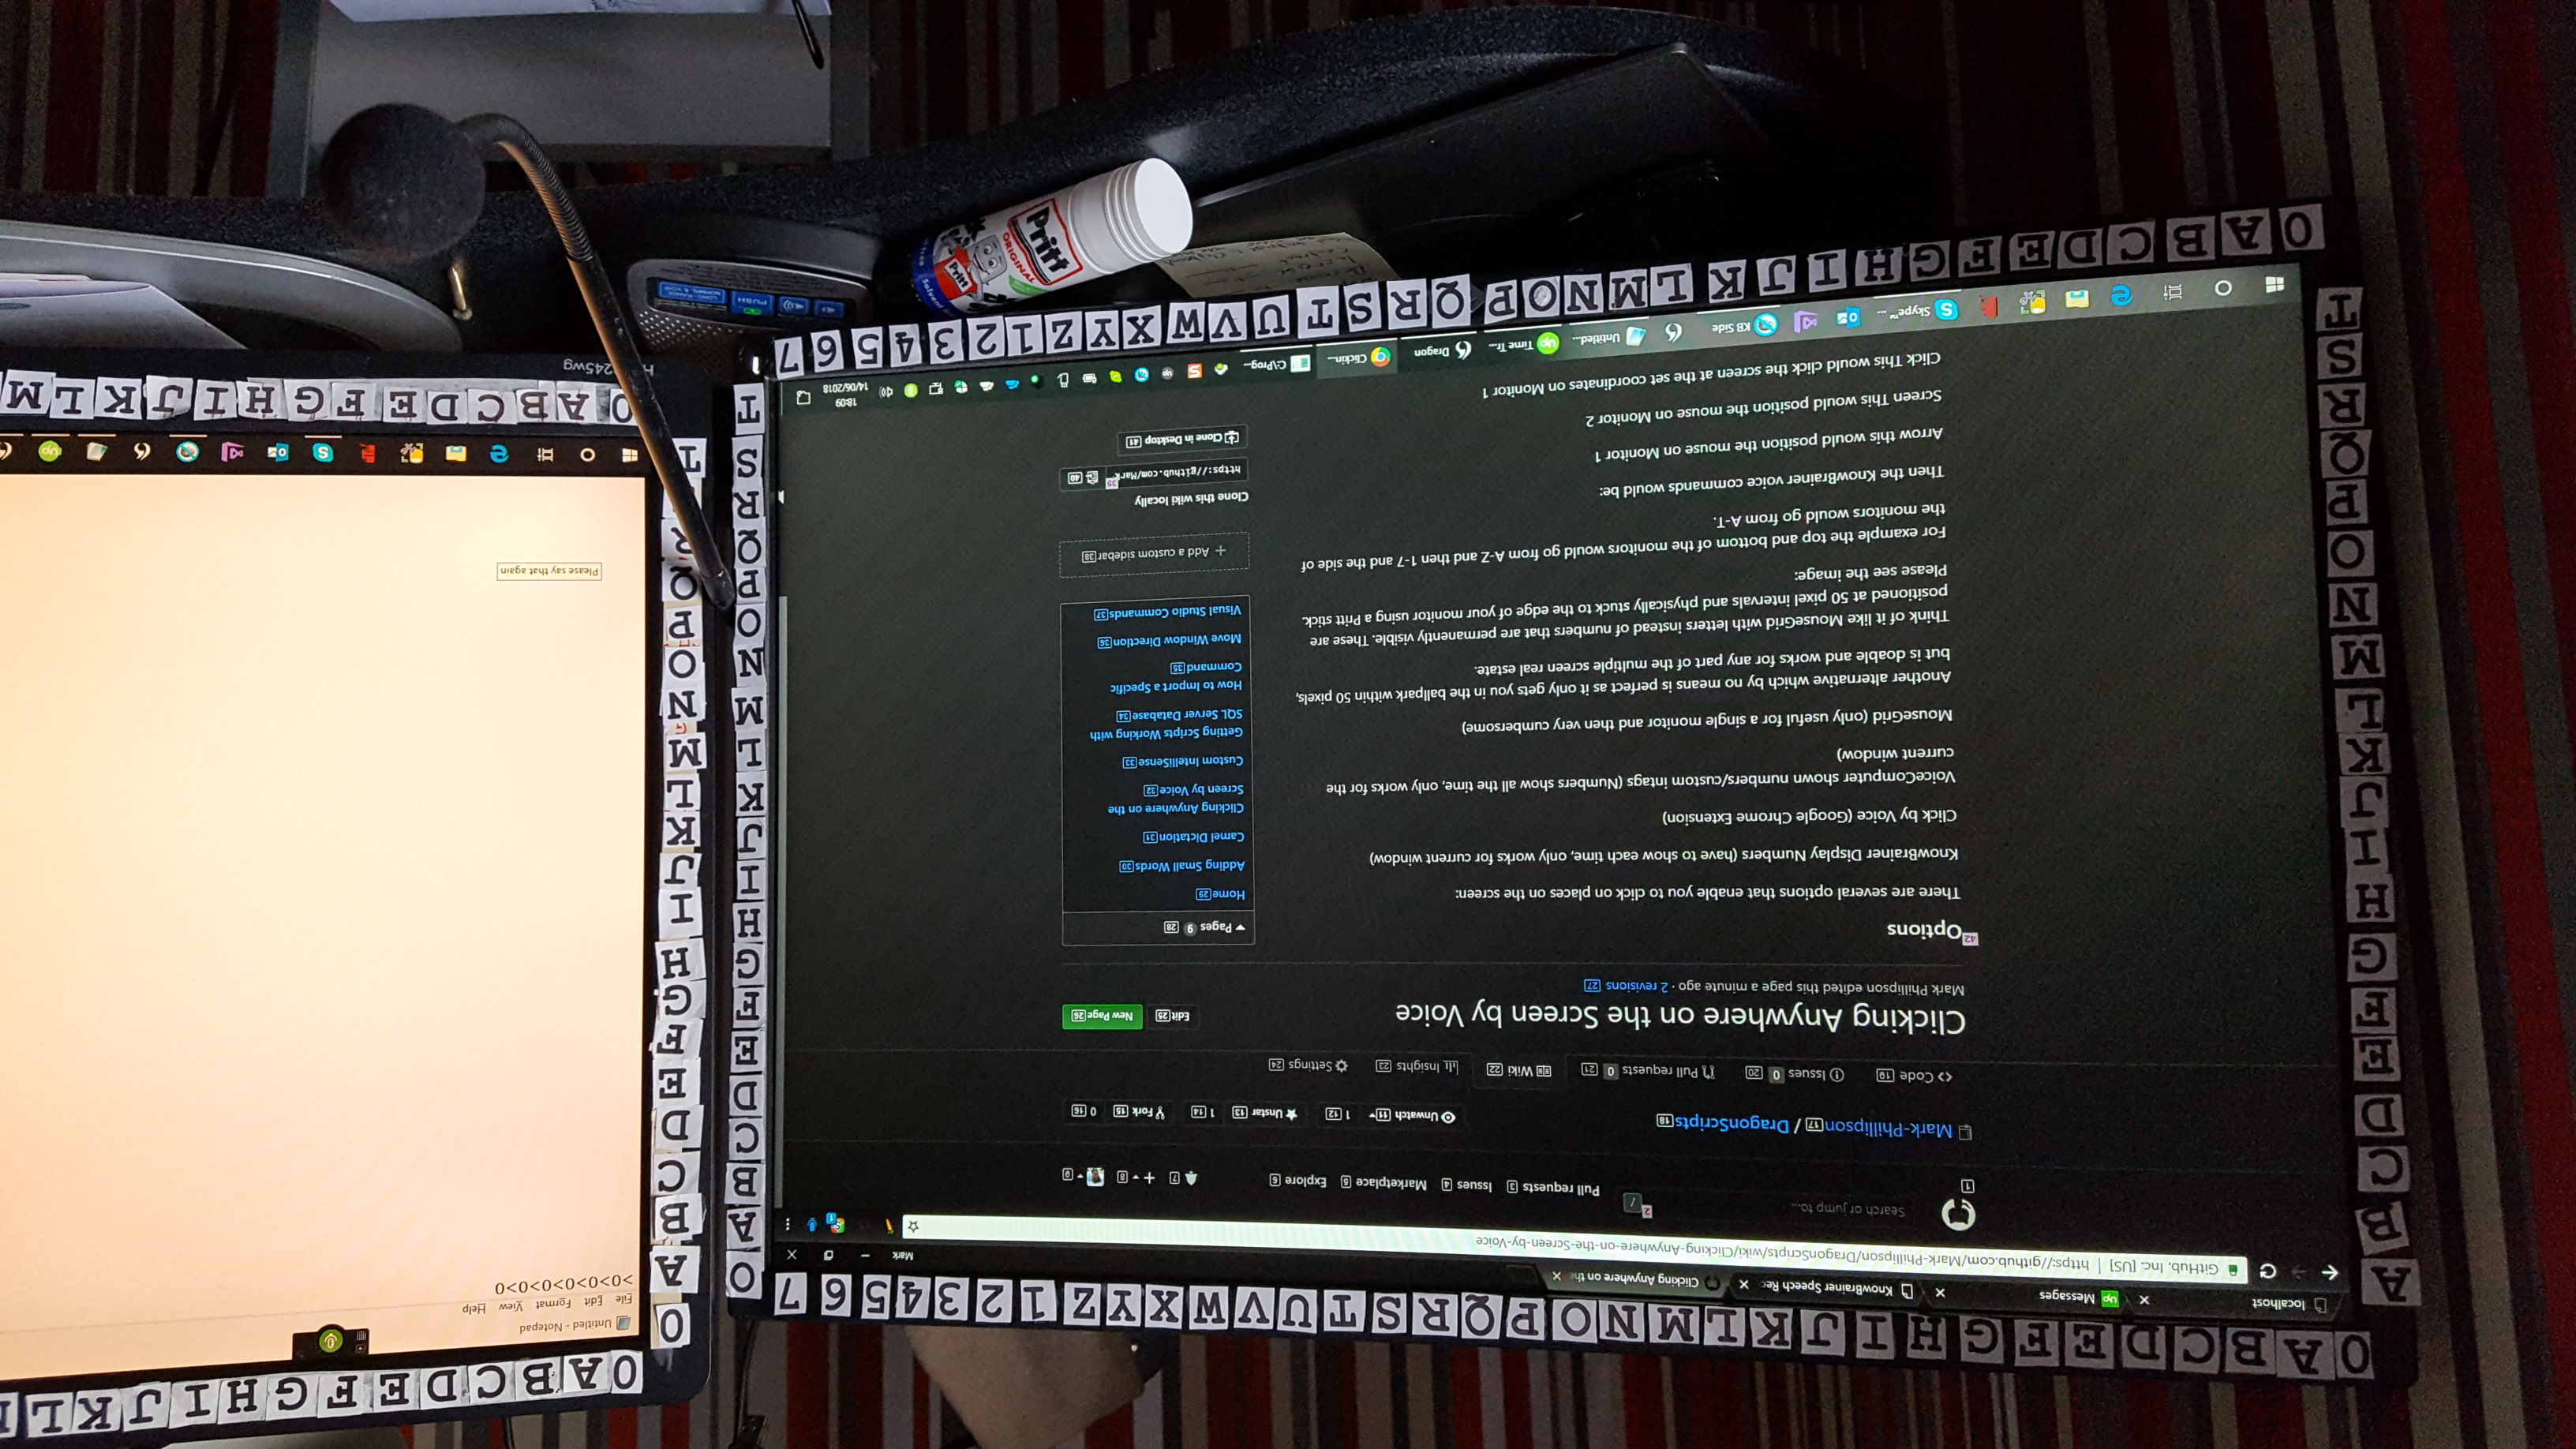 0 A B C D E F G H I J K L M N O P Q R S T U V W X Y Z 1 2 3 4 5 6 7
A
B
C
D
E
F
G
H
I
J
K
L
M
N
O
P
Q
R
S
T
localhost
Up Messages
KnowBrainer Speech Rec
Clicking Anywhere on the
Mark
GitHub, Inc. [US] | https://github.com/Mark-Phillipson/DragonScripts/wiki/Clicking-Anywhere-on-the-Screen-by-Voice
1
Search or jump to... 2 /
Pull requests 3 Issues 4 Marketplace 5 Explore 6
7 8 9
Mark-Phillipson 17 / DragonScripts 18
Unwatch 11 1 12 Unstar 13 1 14 Fork 15 0 16
<> Code 19 Issues 0 20 Pull requests 0 21 Wiki 22 Insights 23 Settings 24
Clicking Anywhere on the Screen by Voice
Edit 25 New Page 26
Mark Phillipson edited this page a minute ago · 2 revisions 27
42 Options
There are several options that enable you to click on places on the screen:
KnowBrainer Display Numbers (have to show each time, only works for current window)
Click by Voice (Google Chrome Extension)
VoiceComputer shown numbers/custom intags (Numbers show all the time, only works for the
current window)
MouseGrid (only useful for a single monitor and then very cumbersome)
Another alternative which by no means is perfect as it only gets you in the ballpark within 50 pixels,
but is doable and works for any part of the multiple screen real estate.
Think of it like MouseGrid with letters instead of numbers that are permanently visible. These are
positioned at 50 pixel intervals and physically stuck to the edge of your monitor using a Pritt stick.
Please see the image:
For example the top and bottom of the monitors would go from A-Z and then 1-7 and the side of
the monitors would go from A-T.
Then the KnowBrainer voice commands would be:
Arrow this would position the mouse on Monitor 1
Screen This would position the mouse on Monitor 2
Click This would click the screen at the set coordinates on Monitor 1
Pages 9 28
Home 29
Adding Small Words 30
Camel Dictation 31
Clicking Anywhere on the
Screen by Voice 32
Custom IntelliSense 33
Getting Scripts Working with
SQL Server Database 34
How to Import a Specific
Command 35
Move Window Direction 36
Visual Studio Commands 37
+ Add a custom sidebar 38
Clone this wiki locally
https://github.com/Mark 39 40
Clone in Desktop 41
Skype™ ...
KB Side
Untitled...
Time Tr...
Dragon
Clickin...
C:\Prog...
18:09
14/06/2018
0 A B C D E F G H I J K L M N O P Q R S T U V W X Y Z 1 2 3 4 5 6 7
0
A
B
C
D
E
F
G
H
I
J
K
L
M
N
O
P
Q
R
S
T
0 A B C D E F G H I J K L
0
A
B
C
D
E
F
G
H
I
J
K
L
M
N
O
P
Q
R
T
Untitled - Notepad
File Edit Format View Help
>0>0>0>0>0>0
Please say that again
0 A B C D E F G H I J K L M
245wg
Pritt
ORIGINAL
PUSH